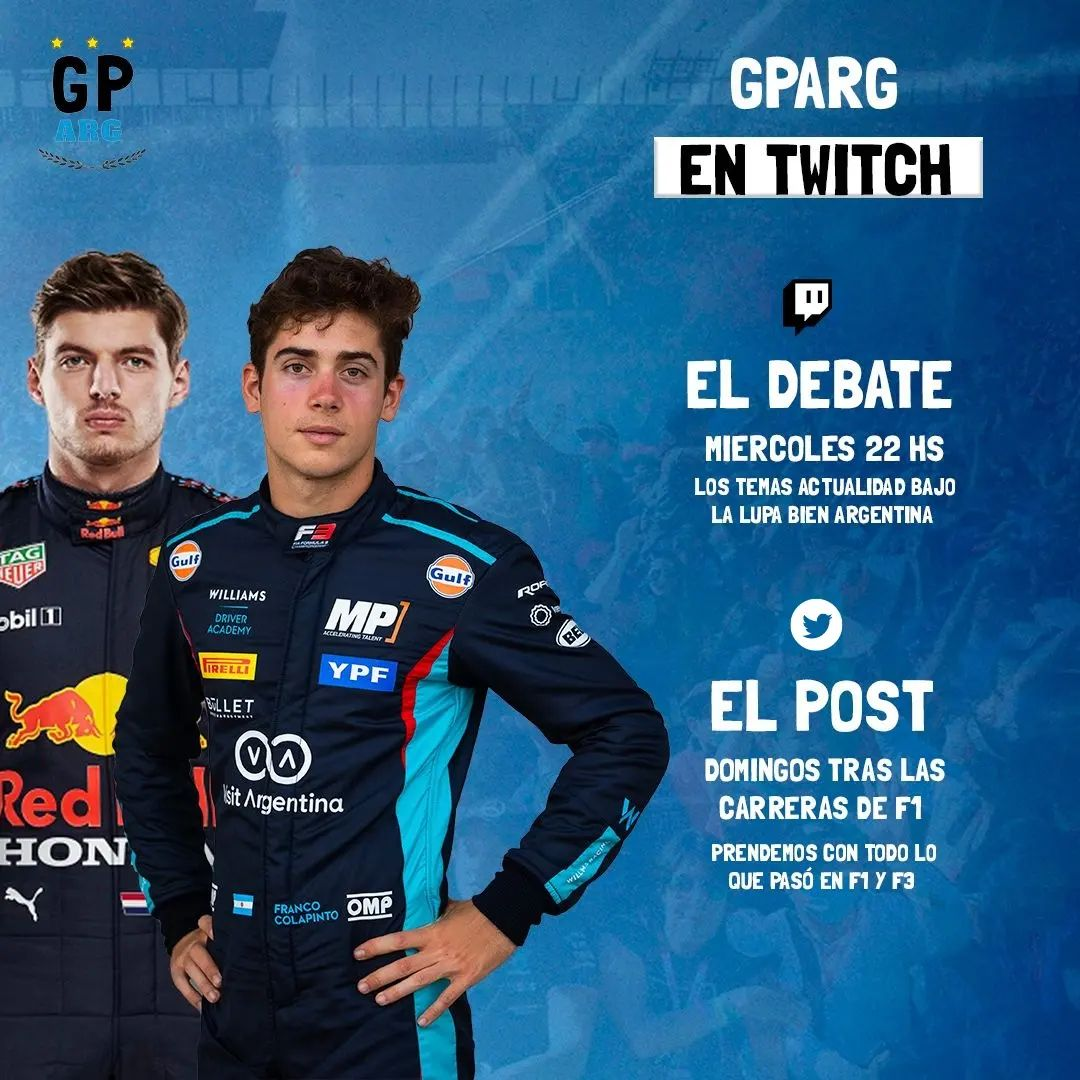 GP
ARG
GPARG
EN TWITCH
EL DEBATE
MIERCOLES 22 HS
LOS TEMAS ACTUALIDAD BAJO
LA LUPA BIEN ARGENTINA
EL POST
DOMINGOS TRAS LAS
CARRERAS DE F1
PRENDEMOS CON TODO LO
QUE PASÓ EN F1 Y F3
Red Bull
TAG
HEUER
obil 1
Red
HON
F3
Gulf
Gulf
WILLIAMS
DRIVER
ACADEMY
MP
ACCELERATING TALENT
PIRELLI
YPF
VA
sit Argentina
FRANCO
COLAPINTO
OMP